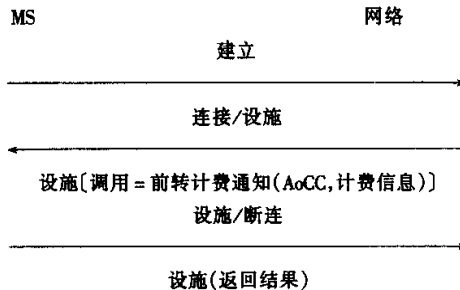 MS 网络
建立
连接/设施
设施[调用=前转计费通知(AoCC,计费信息)]
设施/断连
设施(返回结果)